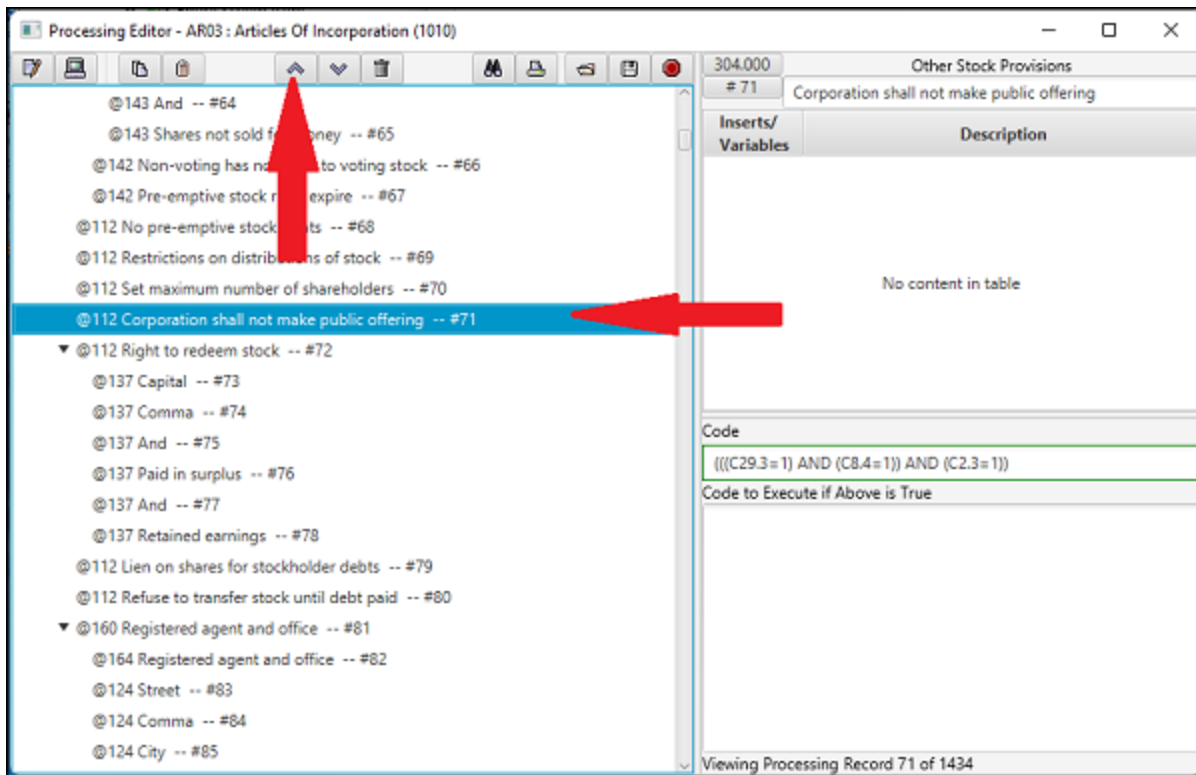 Processing Editor - AR03 : Articles Of Incorporation (1010)
304.000
Other Stock Provisions
# 71
Corporation shall not make public offering
Inserts/
Variables
Description
No content in table
@143 And -- #64
@143 Shares not sold f ney -- #65
@142 Non-voting has no to voting stock -- #66
@142 Pre-emptive stock r expire -- #67
@112 No pre-emptive stock ts -- #68
@112 Restrictions on distrib ns of stock -- #69
@112 Set maximum number of shareholders -- #70
@112 Corporation shall not make public offering -- #71
@112 Right to redeem stock -- #72
@137 Capital -- #73
@137 Comma -- #74
@137 And -- #75
@137 Paid in surplus -- #76
@137 And -- #77
@137 Retained earnings -- #78
@112 Lien on shares for stockholder debts -- #79
@112 Refuse to transfer stock until debt paid -- #80
@160 Registered agent and office -- #81
@164 Registered agent and office -- #82
@124 Street -- #83
@124 Comma -- #84
@124 City -- #85
Code
(((C29.3=1) AND (C8.4=1)) AND (C2.3=1))
Code to Execute if Above is True
Viewing Processing Record 71 of 1434